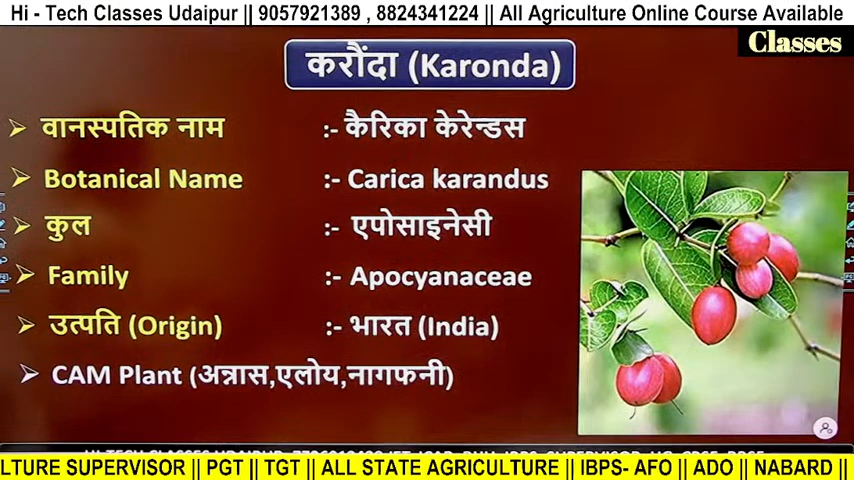 Hi - Tech Classes Udaipur || 9057921389 , 8824341224 || All Agriculture Online Course Available
Classes
करौंदा (Karonda)
➢ वानस्पतिक नाम :- कैरिका केरेन्डस
➢ Botanical Name :- Carica karandus
➢ कुल :- एपोसाइनेसी
➢ Family :- Apocyanaceae
➢ उत्पति (Origin) :- भारत (India)
➢ CAM Plant (अन्नास,एलोय,नागफनी)
LTURE SUPERVISOR || PGT || TGT || ALL STATE AGRICULTURE || IBPS- AFO || ADO || NABARD ||